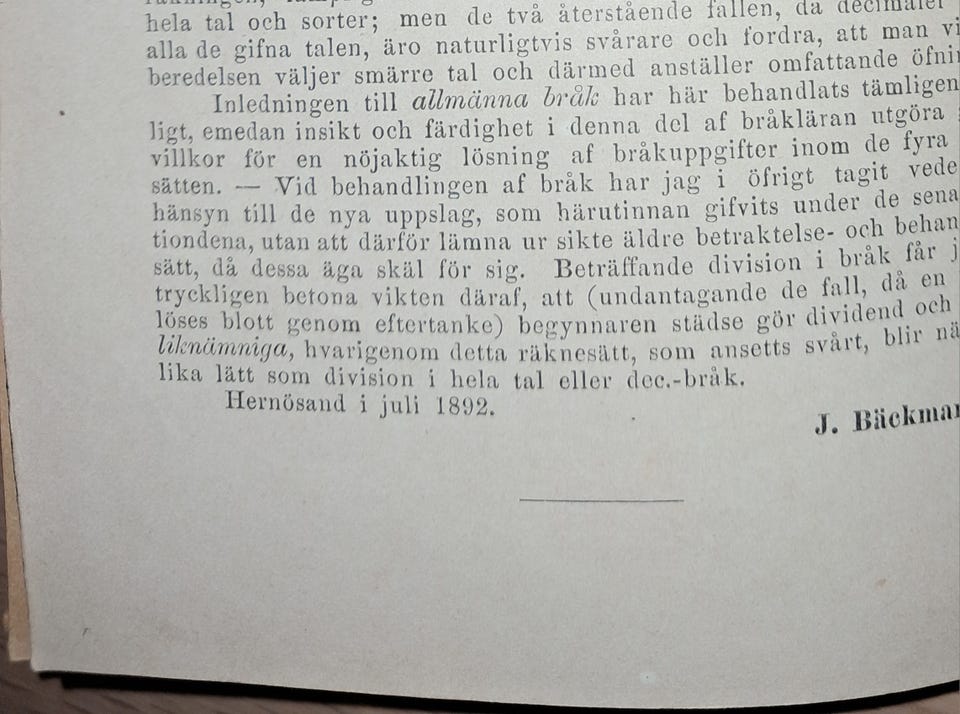 hela tal och sorter; men de två återstående fallen, då decimaler
alla de gifna talen, äro naturligtvis svårare och fordra, att man
beredelsen väljer smärre tal och därmed anställer omfattande
Inledningen till allmänna bråk har här behandlats tämligen
ligt, emedan insikt och färdighet i denna del af bråkläran utgöra
villkor för en nöjaktig lösning af bråkuppgifter inom de fyra
sätten. — Vid behandlingen af bråk har jag i öfrigt tagit vede
hänsyn till de nya uppslag, som härutinnan gifvits under de sena
tiondena, utan att därför lämna ur sikte äldre betraktelse- och behan
sätt, då dessa äga skäl för sig. Beträffande division i bråk får j
tryckligen betona vikten däraf, att (undantagande de fall, då en
löses blott genom eftertanke) begynnaren städse gör dividend och
liknämniga, hvarigenom detta räknesätt, som ansetts svårt, blir nä
lika lätt som division i hela tal eller dec.-bråk.
Hernösand i juli 1892.
J. Bäckman